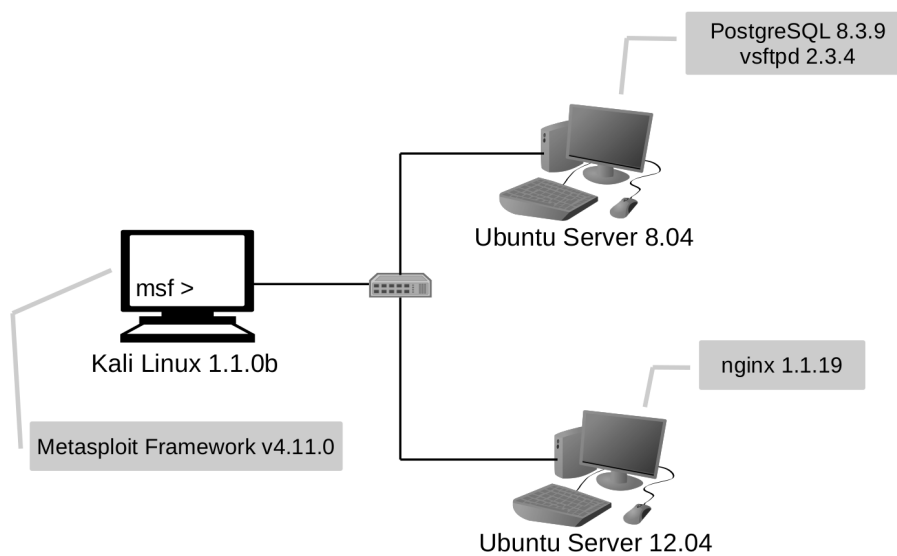 PostgreSQL 8.3.9
vsftpd 2.3.4
Ubuntu Server 8.04
msf >
Kali Linux 1.1.0b
nginx 1.1.19
Metasploit Framework v4.11.0
Ubuntu Server 12.04